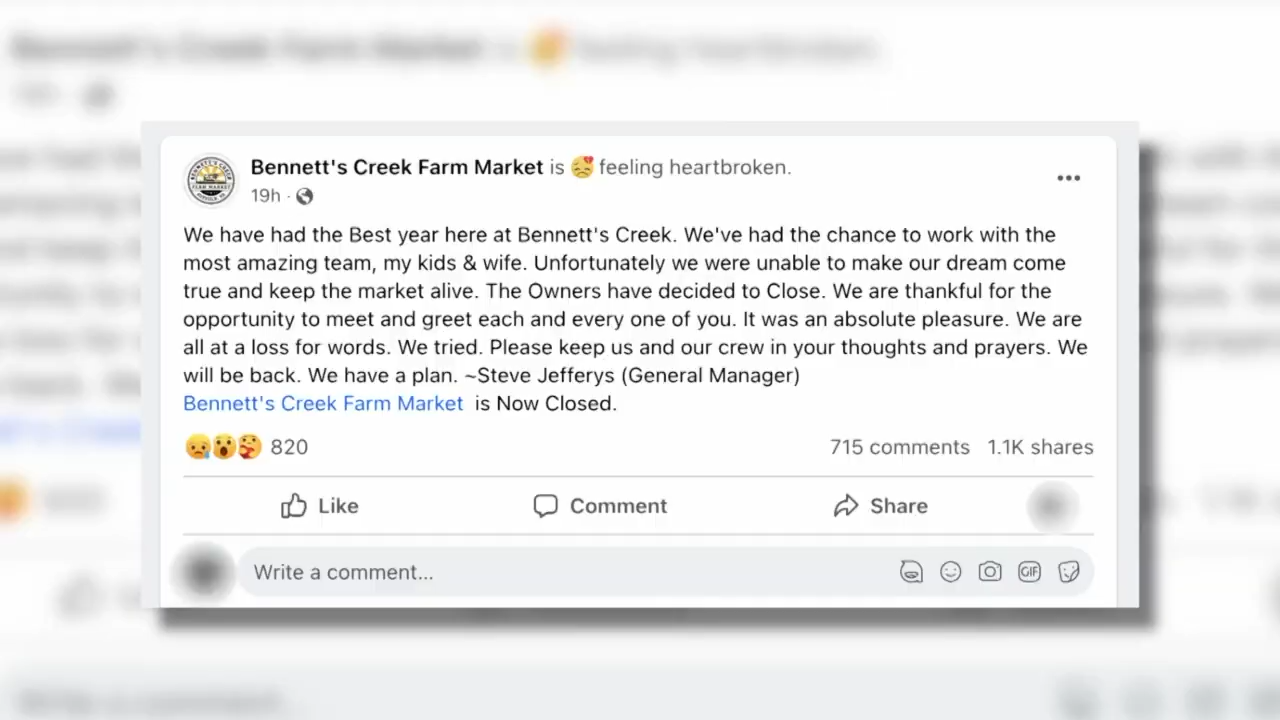 Bennett's Creek Farm Market is feeling heartbroken.
19h ·
We have had the Best year here at Bennett's Creek. We've had the chance to work with the
most amazing team, my kids & wife. Unfortunately we were unable to make our dream come
true and keep the market alive. The Owners have decided to Close. We are thankful for the
opportunity to meet and greet each and every one of you. It was an absolute pleasure. We are
all at a loss for words. We tried. Please keep us and our crew in your thoughts and prayers. We
will be back. We have a plan. ~Steve Jefferys (General Manager)
Bennett's Creek Farm Market is Now Closed.
820 715 comments 1.1K shares
Like Comment Share
Write a comment...
GIF